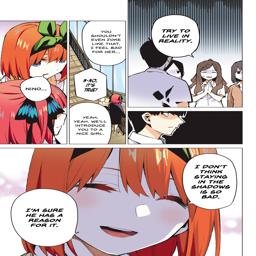 TRY TO
LIVE IN
REALITY.
YOU
SHOULDN'T
EVEN JOKE
LIKE THAT.
I FEEL BAD
FOR HER...
B-NO,
IT'S
TRUE!
YEAH,
YEAH. WE'LL
INTRODUCE
YOU TO
A NICE
GIRL.
NINO...
I DON'T
THINK
STAYING
IN THE
SHADOWS
IS SO
BAD.
I'M SURE
HE HAS A
REASON
FOR IT.